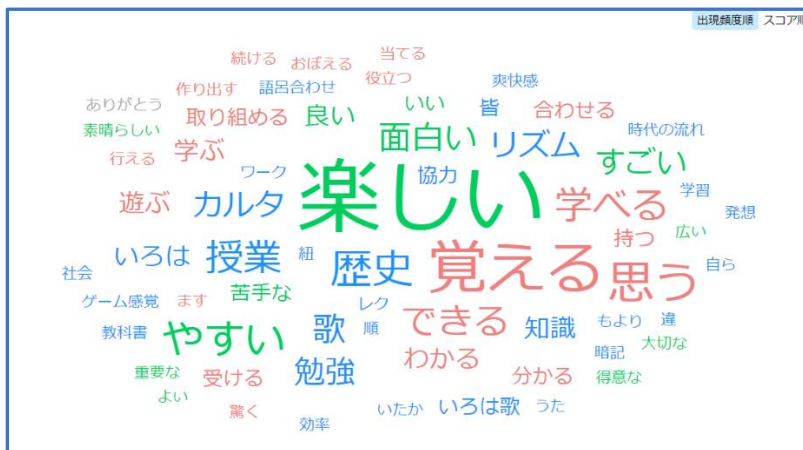 出現頻度順 スコア順
続ける おぼえる 当てる
作り出す 語呂合わせ 役立つ 爽快感
ありがとう 取り組める 良い いい 皆 合わせる
素晴らしい 面白い リズム 時代の流れ
行える 学ぶ すごい
ワーク 楽しい 協力
遊ぶ カルタ 学べる 学習
発想
いろは 授業 紐 歴史 覚える 思う 持つ 広い
社会 自ら
ゲーム感覚 ます 苦手な レク
教科書 やすい 順 歌 できる 知識 もより 違
大切な
重要な 受ける 勉強 わかる 分かる 暗記 得意な
よい
驚く 効率 いたか いろは歌 うた